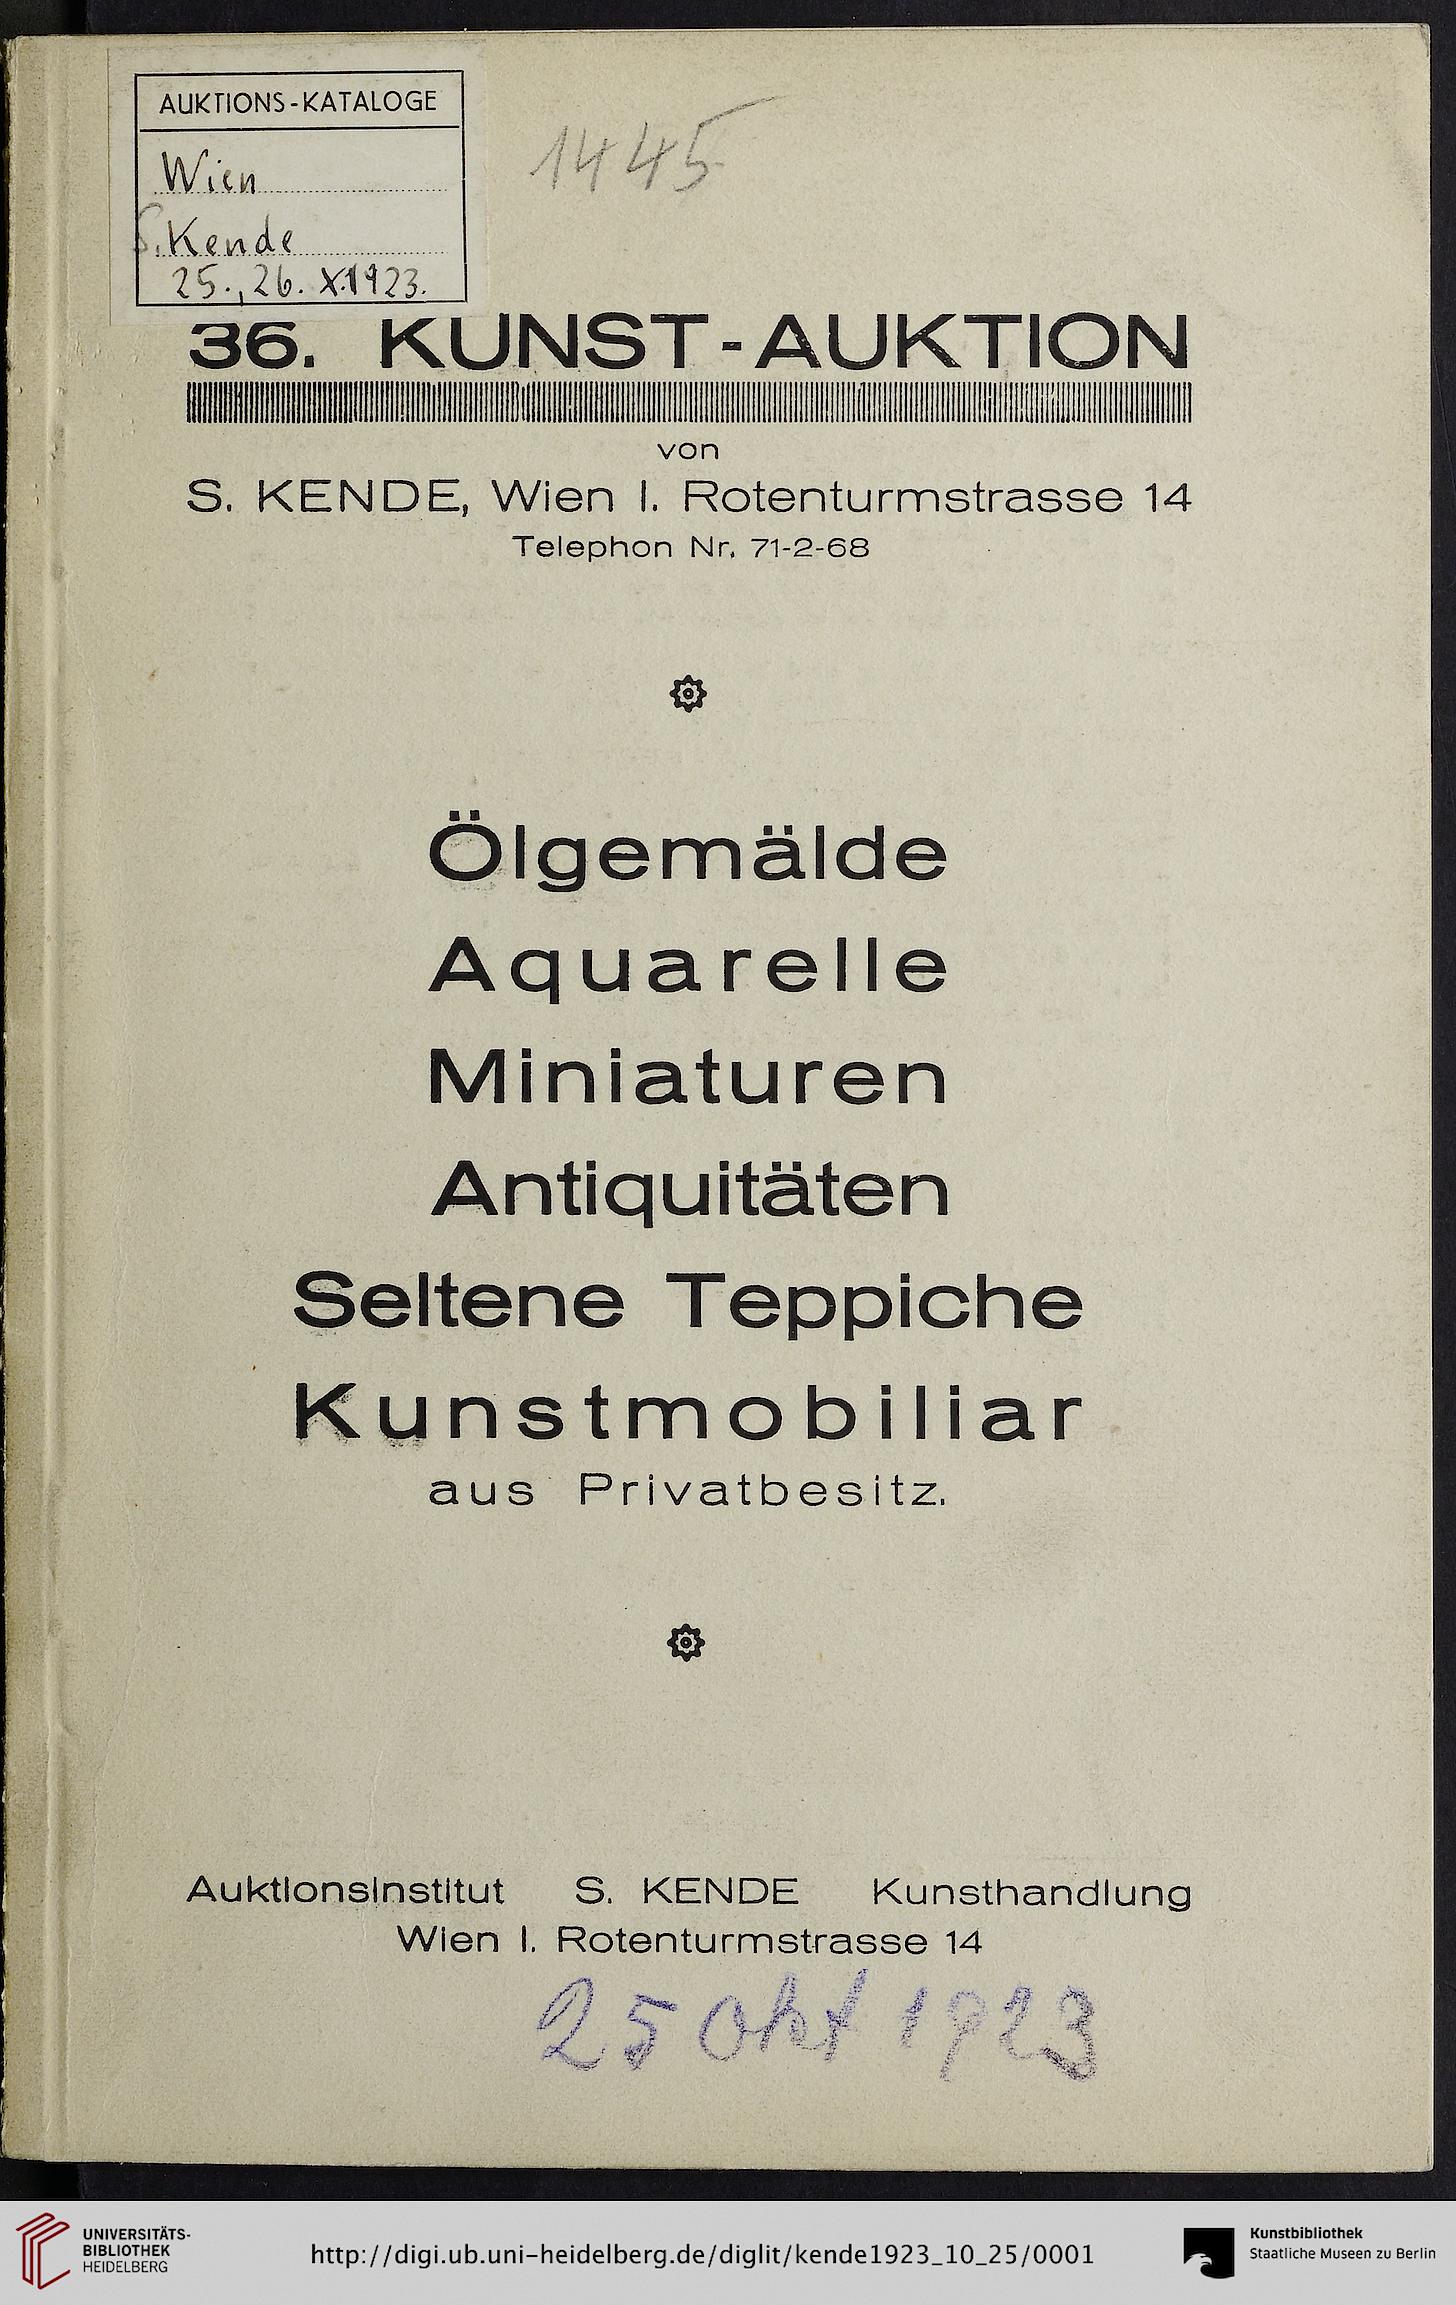 AUKTIONS-KATALOGE
Wien
S. Kende
25., 26. X. 1923.
1445
36. KUNST-AUKTION
von
S. KENDE, Wien I. Rotenturmstrasse 14
Telephon Nr. 71-2-68
Ölgemälde
Aquarelle
Miniaturen
Antiquitäten
Seltene Teppiche
Kunstmobiliar
aus Privatbesitz.
Auktionsinstitut S. KENDE Kunsthandlung
Wien I. Rotenturmstrasse 14
25 Okt 1923
UNIVERSITÄTS-
BIBLIOTHEK
HEIDELBERG
http://digi.ub.uni-heidelberg.de/diglit/kende1923_10_25/0001
Kunstbibliothek
Staatliche Museen zu Berlin